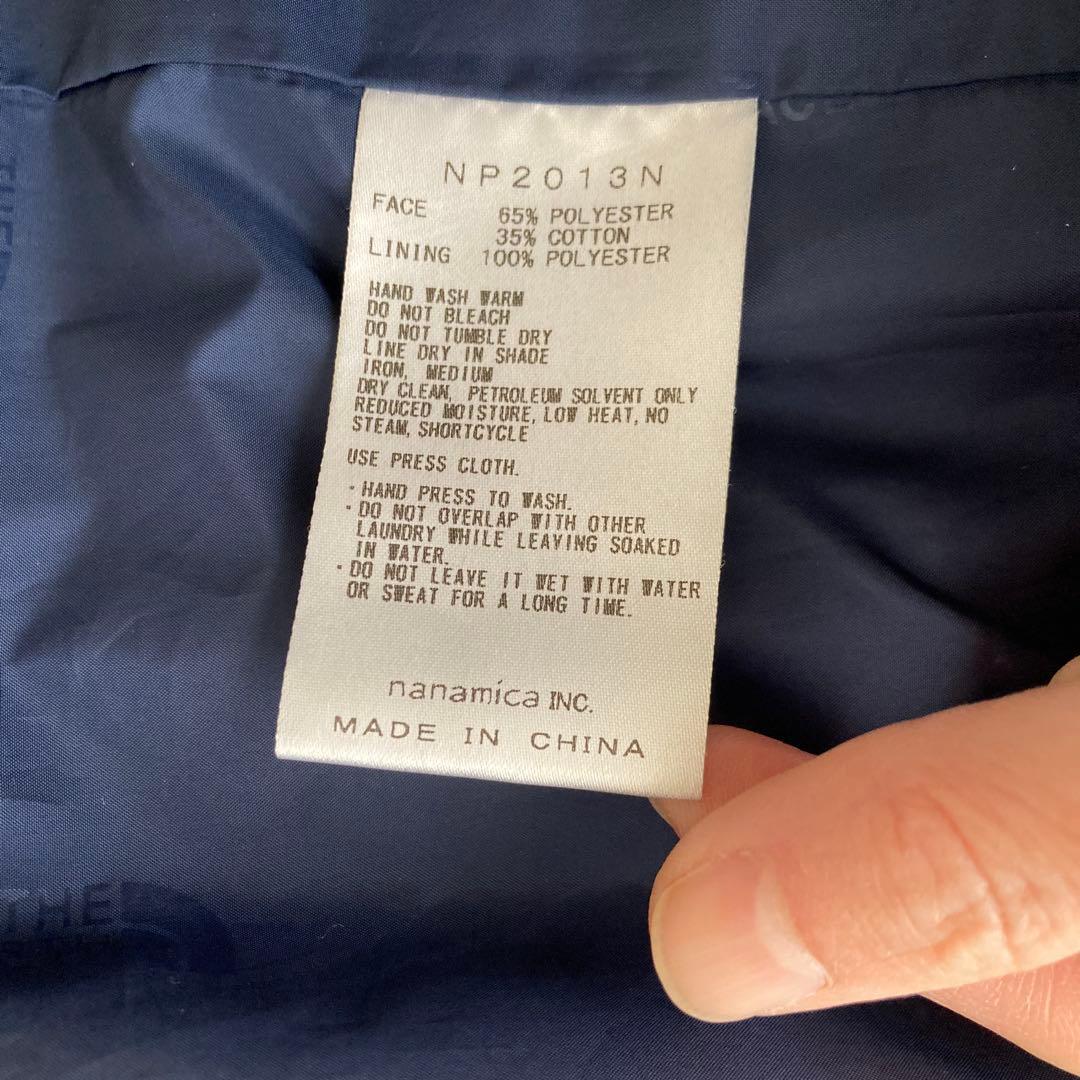 NP2013N
FACE 65% POLYESTER
35% COTTON
LINING 100% POLYESTER
HAND WASH WARM
DO NOT BLEACH
DO NOT TUMBLE DRY
LINE DRY IN SHADE
IRON, MEDIUM
DRY CLEAN, PETROLEUM SOLVENT ONLY
REDUCED MOISTURE, LOW HEAT, NO
STEAM, SHORTCYCLE
USE PRESS CLOTH.
・HAND PRESS TO WASH.
・DO NOT OVERLAP WITH OTHER
LAUNDRY WHILE LEAVING SOAKED
IN WATER.
・DO NOT LEAVE IT WET WITH WATER
OR SWEAT FOR A LONG TIME.
nanamica INC.
MADE IN CHINA
THE
THE